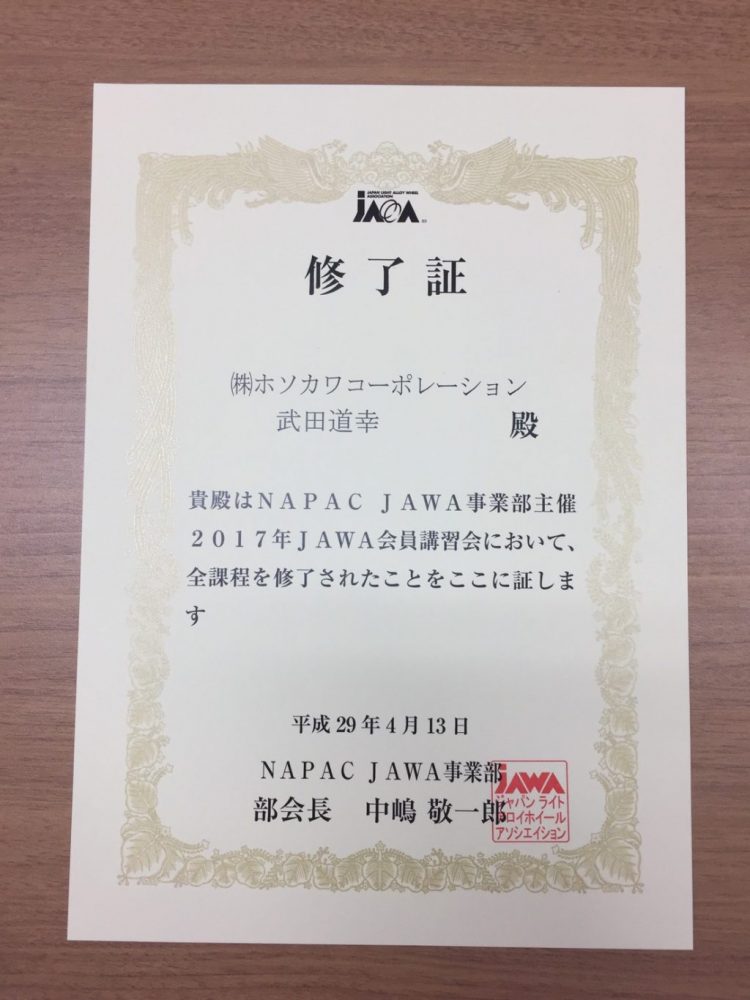 JAPAN LIGHT ALLOY WHEEL
ASSOCIATION
JAWA
修了証
㈱ホソカワコーポレーション
武田道幸 殿
貴殿はNAPAC JAWA事業部主催
2017年JAWA会員講習会において、
全課程を修了されたことをここに証しま
す
平成29年4月13日
NAPAC JAWA事業部
部会長 中嶋 敬一郎
JAWA
ジャパン ライト
アロイホイール
アソシエイション